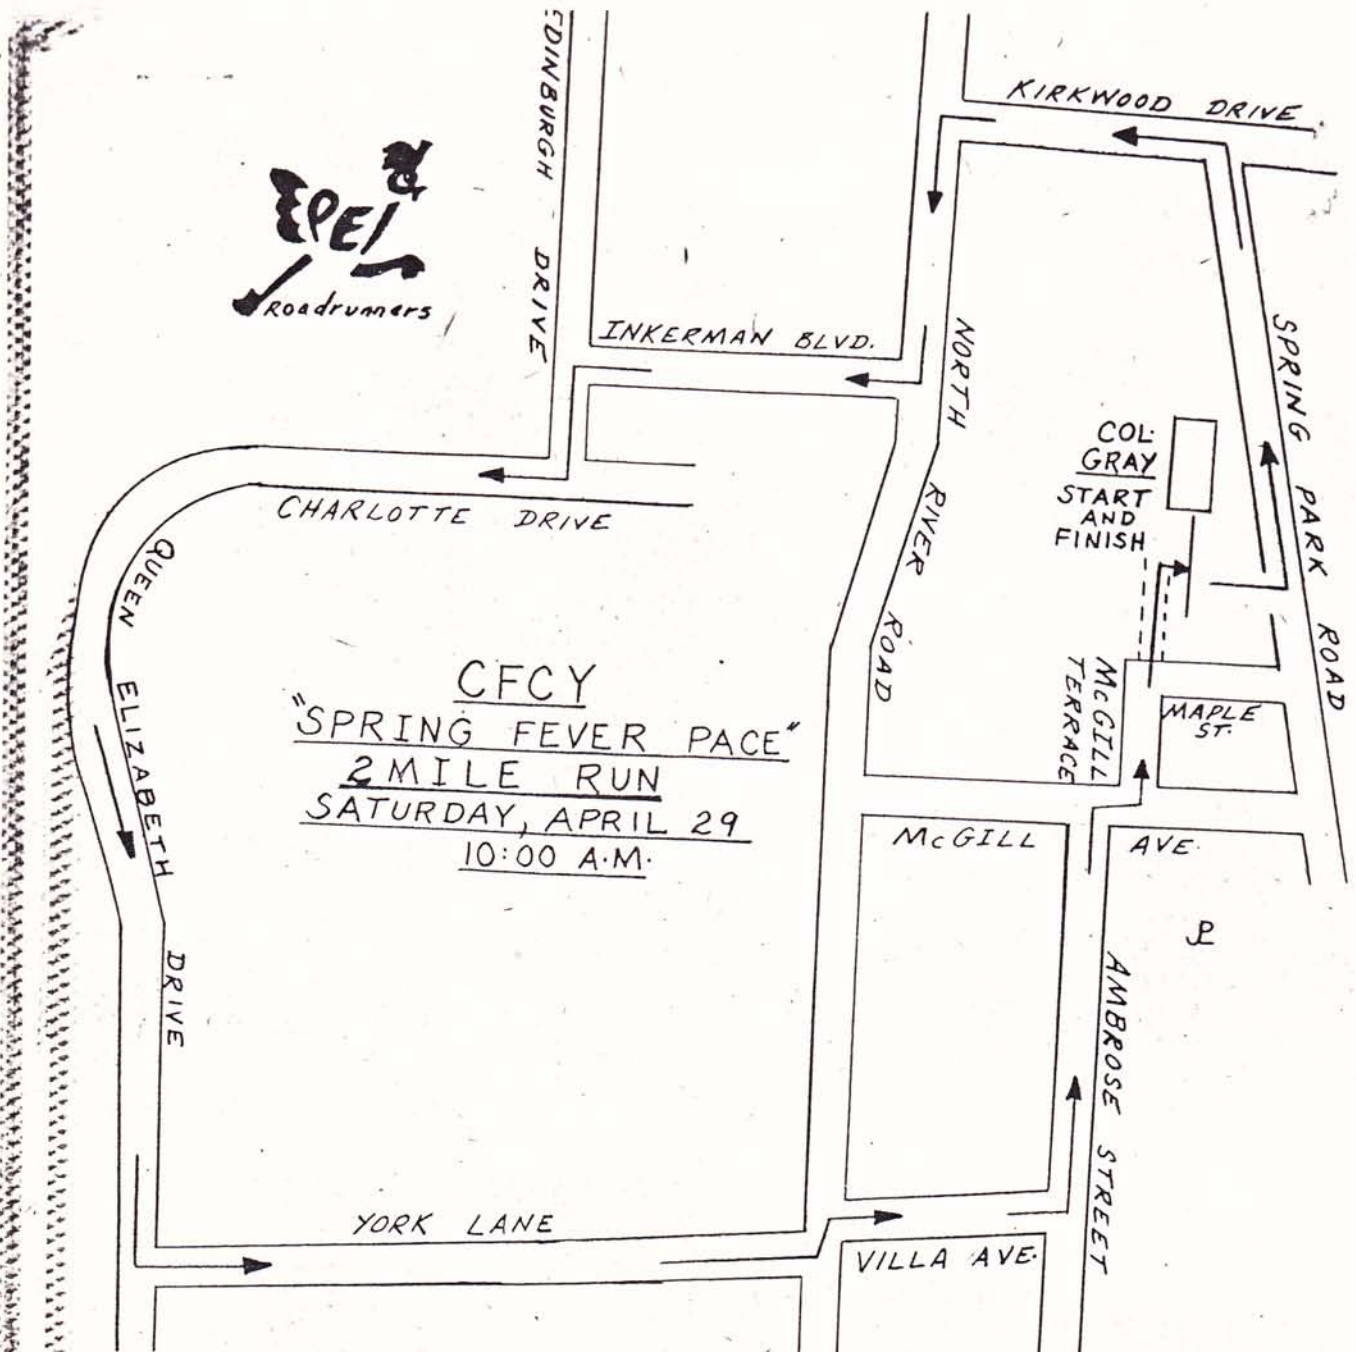 EDINBURGH DRIVE
KIRKWOOD DRIVE
PEI
Roadrunners
INKERMAN BLVD.
NORTH RIVER ROAD
SPRING PARK ROAD
COL.
GRAY
START
AND
FINISH
CHARLOTTE DRIVE
QUEEN ELIZABETH DRIVE
CFCY
"SPRING FEVER PACE"
2 MILE RUN
SATURDAY, APRIL 29
10:00 A.M.
McGILL
TERRACE
MAPLE
ST.
McGILL AVE.
AMBROSE STREET
YORK LANE
VILLA AVE.